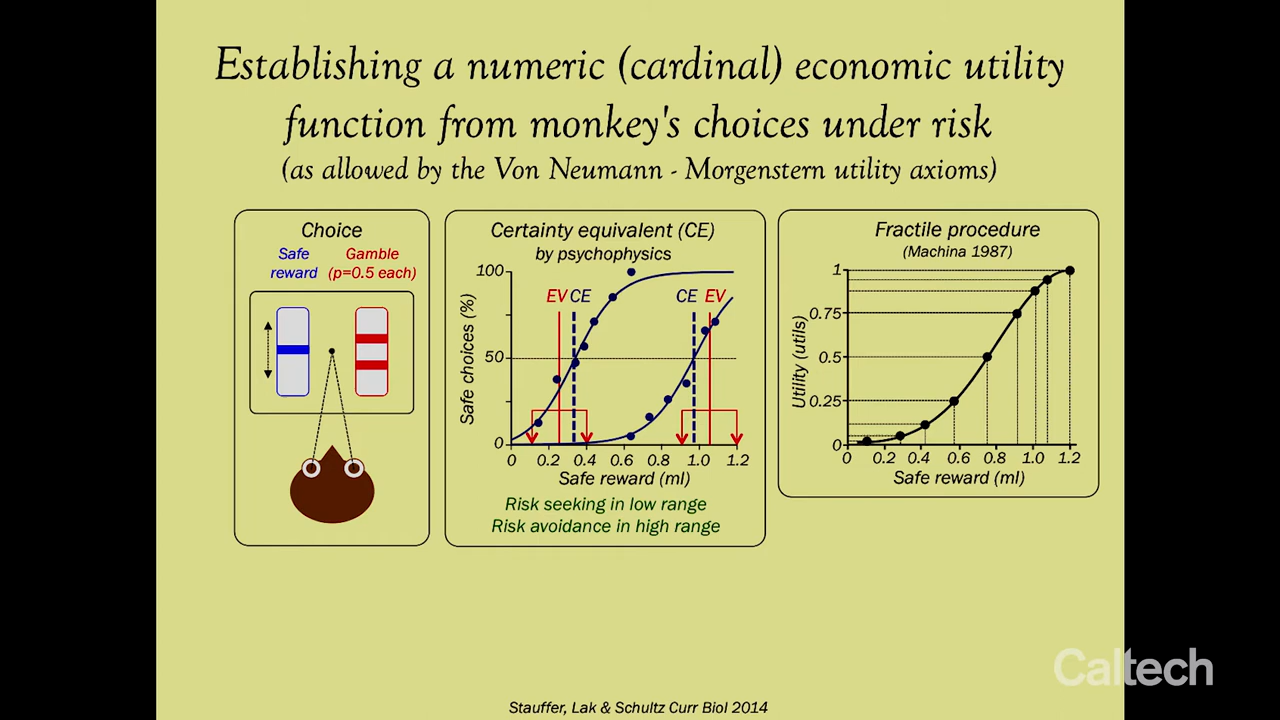 Establishing a numeric (cardinal) economic utility
function from monkey's choices under risk
(as allowed by the Von Neumann - Morgenstern utility axioms)
Choice
Safe reward
Gamble (p=0.5 each)
Certainty equivalent (CE)
by psychophysics
Safe choices (%)
100
50
0
EV CE
CE EV
0 0.2 0.4 0.6 0.8 1.0 1.2
Safe reward (ml)
Risk seeking in low range
Risk avoidance in high range
Fractile procedure
(Machina 1987)
Utility (utils)
1
0.75
0.5
0.25
0
0 0.2 0.4 0.6 0.8 1.0 1.2
Safe reward (ml)
Caltech
Stauffer, Lak & Schultz Curr Biol 2014